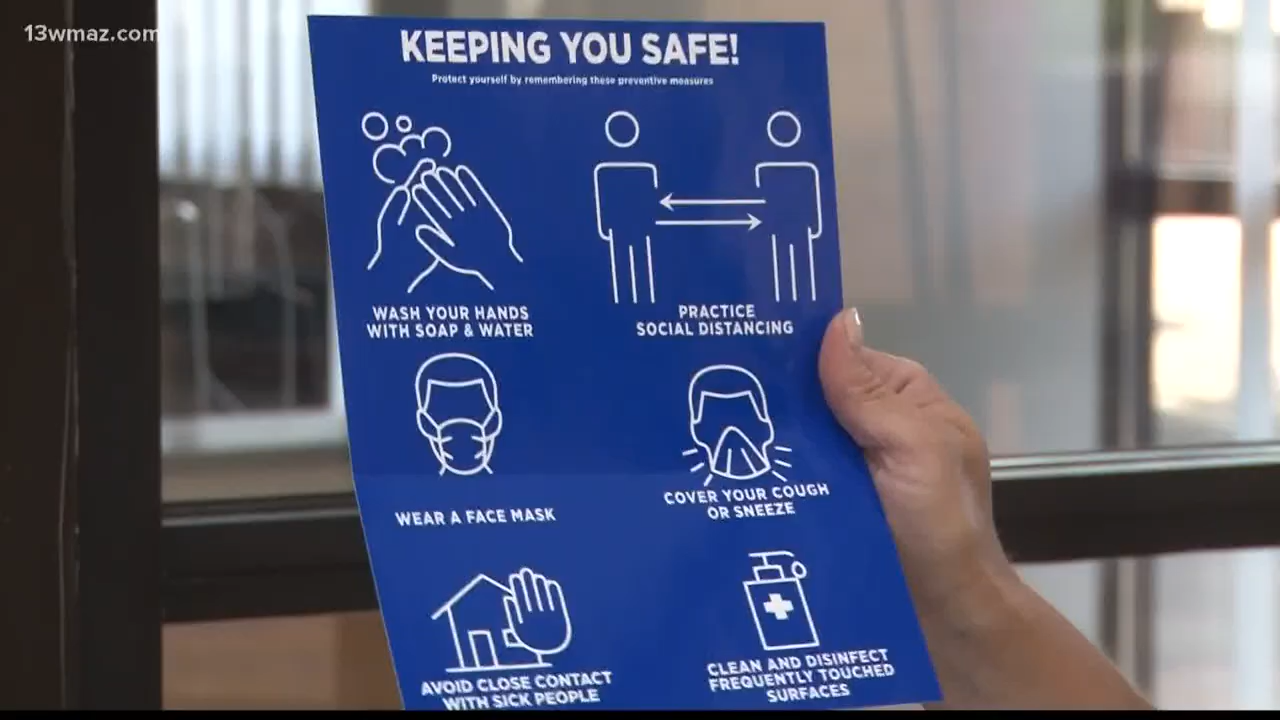 13wmaz.com
KEEPING YOU SAFE!
Protect yourself by remembering these preventive measures
WASH YOUR HANDS
WITH SOAP & WATER
PRACTICE
SOCIAL DISTANCING
WEAR A FACE MASK
COVER YOUR COUGH
OR SNEEZE
AVOID CLOSE CONTACT
WITH SICK PEOPLE
CLEAN AND DISINFECT
FREQUENTLY TOUCHED
SURFACES